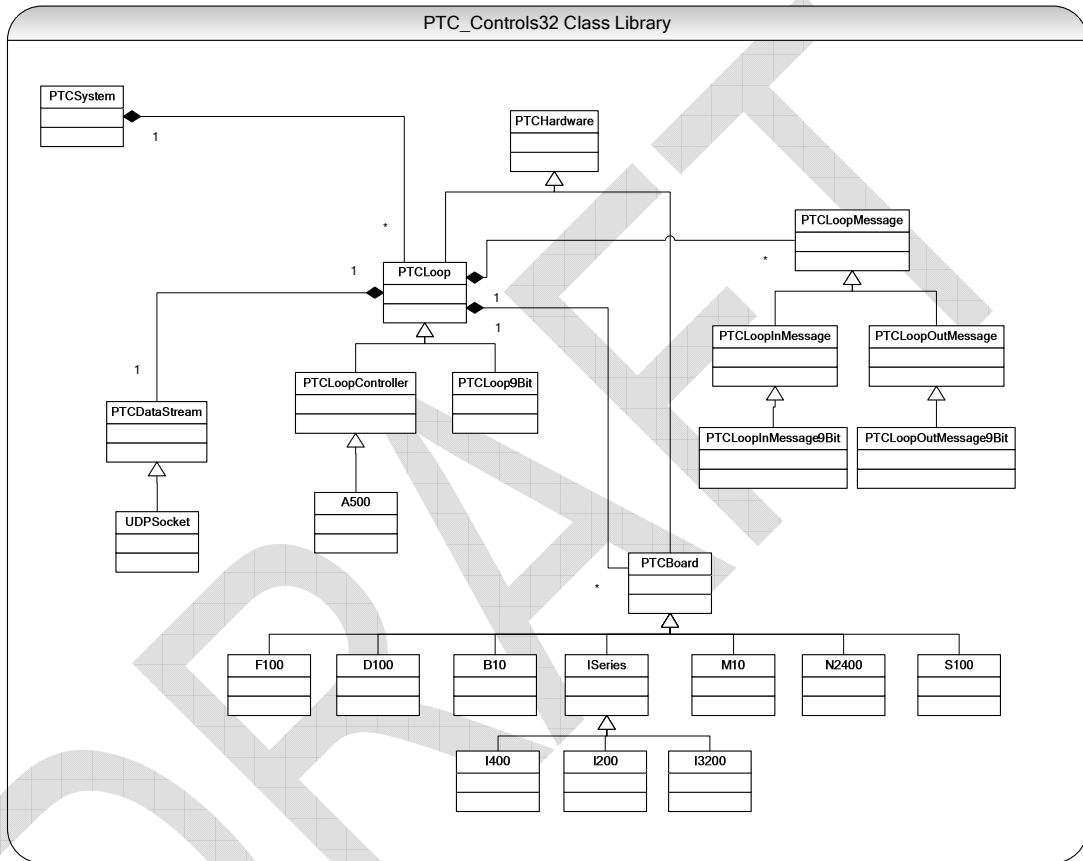 PTC_Controls32 Class Library
PTCSystem
1
PTCHardware
*
PTCLoopMessage
*
PTCLoop
1
1
1
PTCLoopInMessage
PTCLoopOutMessage
1
PTCLoopController
PTCLoop9Bit
PTCDataStream
PTCLoopInMessage9Bit
PTCLoopOutMessage9Bit
A500
UDPSocket
PTCBoard
*
F100
D100
B10
ISeries
M10
N2400
S100
I400
I200
I3200
DRAFT